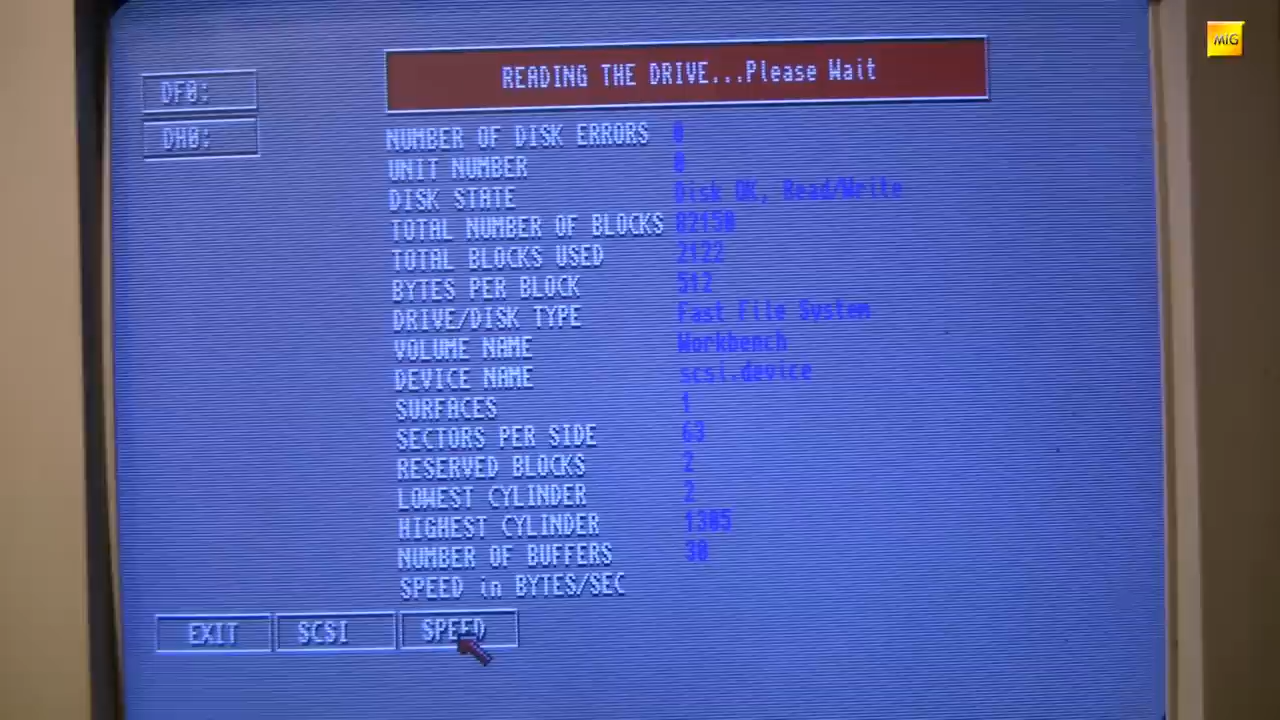 MIG
READING THE DRIVE...Please Wait
DF0:
DH0:
NUMBER OF DISK ERRORS 0
UNIT NUMBER 0
DISK STATE Disk OK, Read/Write
TOTAL NUMBER OF BLOCKS 82150
TOTAL BLOCKS USED 2122
BYTES PER BLOCK 512
DRIVE/DISK TYPE Fast File System
VOLUME NAME Workbench
DEVICE NAME scsi.device
SURFACES 1
SECTORS PER SIDE 63
RESERVED BLOCKS 2
LOWEST CYLINDER 2
HIGHEST CYLINDER 1305
NUMBER OF BUFFERS 30
SPEED in BYTES/SEC
EXIT SCSI SPEED